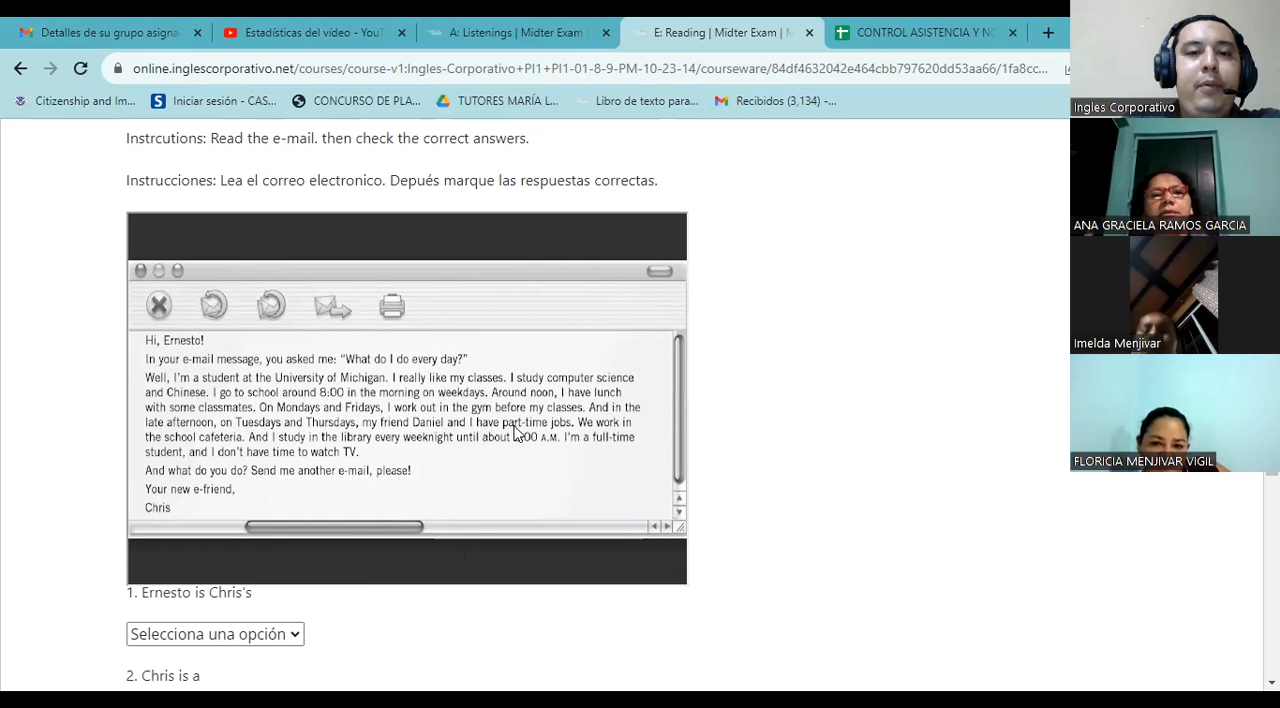 Detalles de su grupo asigna
Estadísticas del vídeo - YouT
A: Listenings | Midter Exam |
E: Reading | Midter Exam | M
CONTROL ASISTENCIA Y NO
online.inglescorporativo.net/courses/course-v1:Ingles-Corporativo+PI1+PI1-01-8-9-PM-10-23-14/courseware/84df4632042e464cbb797620dd53aa66/1fa8cc...
Citizenship and Im...
Iniciar sesión - CAS...
CONCURSO DE PLA...
TUTORES MARÍA L...
Libro de texto para...
Recibidos (3,134) -...
Instrcutions: Read the e-mail. then check the correct answers.
Instrucciones: Lea el correo electronico. Depués marque las respuestas correctas.
Hi, Ernesto!
In your e-mail message, you asked me: “What do I do every day?”
Well, I'm a student at the University of Michigan. I really like my classes. I study computer science
and Chinese. I go to school around 8:00 in the morning on weekdays. Around noon, I have lunch
with some classmates. On Mondays and Fridays, I work out in the gym before my classes. And in the
late afternoon, on Tuesdays and Thursdays, my friend Daniel and I have part-time jobs. We work in
the school cafeteria. And I study in the library every weeknight until about :00 A.M. I'm a full-time
student, and I don't have time to watch TV.
And what do you do? Send me another e-mail, please!
Your new e-friend,
Chris
1. Ernesto is Chris's
Selecciona una opción
2. Chris is a
Ingles Corporativo
ANA GRACIELA RAMOS GARCIA
Imelda Menjivar
FLORICIA MENJIVAR VIGIL